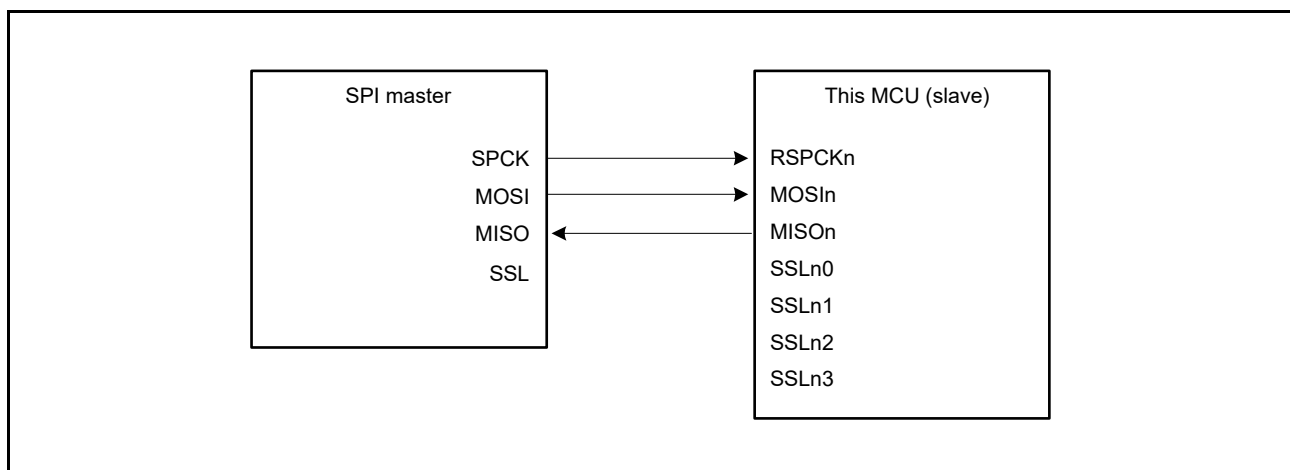 SPI master
SPCK
MOSI
MISO
SSL
This MCU (slave)
RSPCKn
MOSIn
MISOn
SSLn0
SSLn1
SSLn2
SSLn3